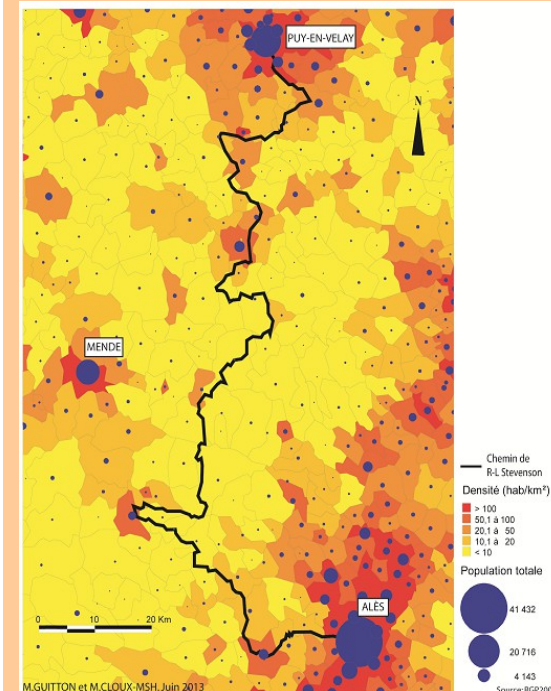 PUY-EN-VELAY
N
MENDE
Chemin de
R-L Stevenson
Densité (hab/km²)
> 100
50,1 à 100
20,1 à 50
10,1 à 20
< 10
Population totale
ALÈS
41 432
0 10 20 Km
20 716
4 143
M.GUITTON et M.CLOUX-MSH. Juin 2013